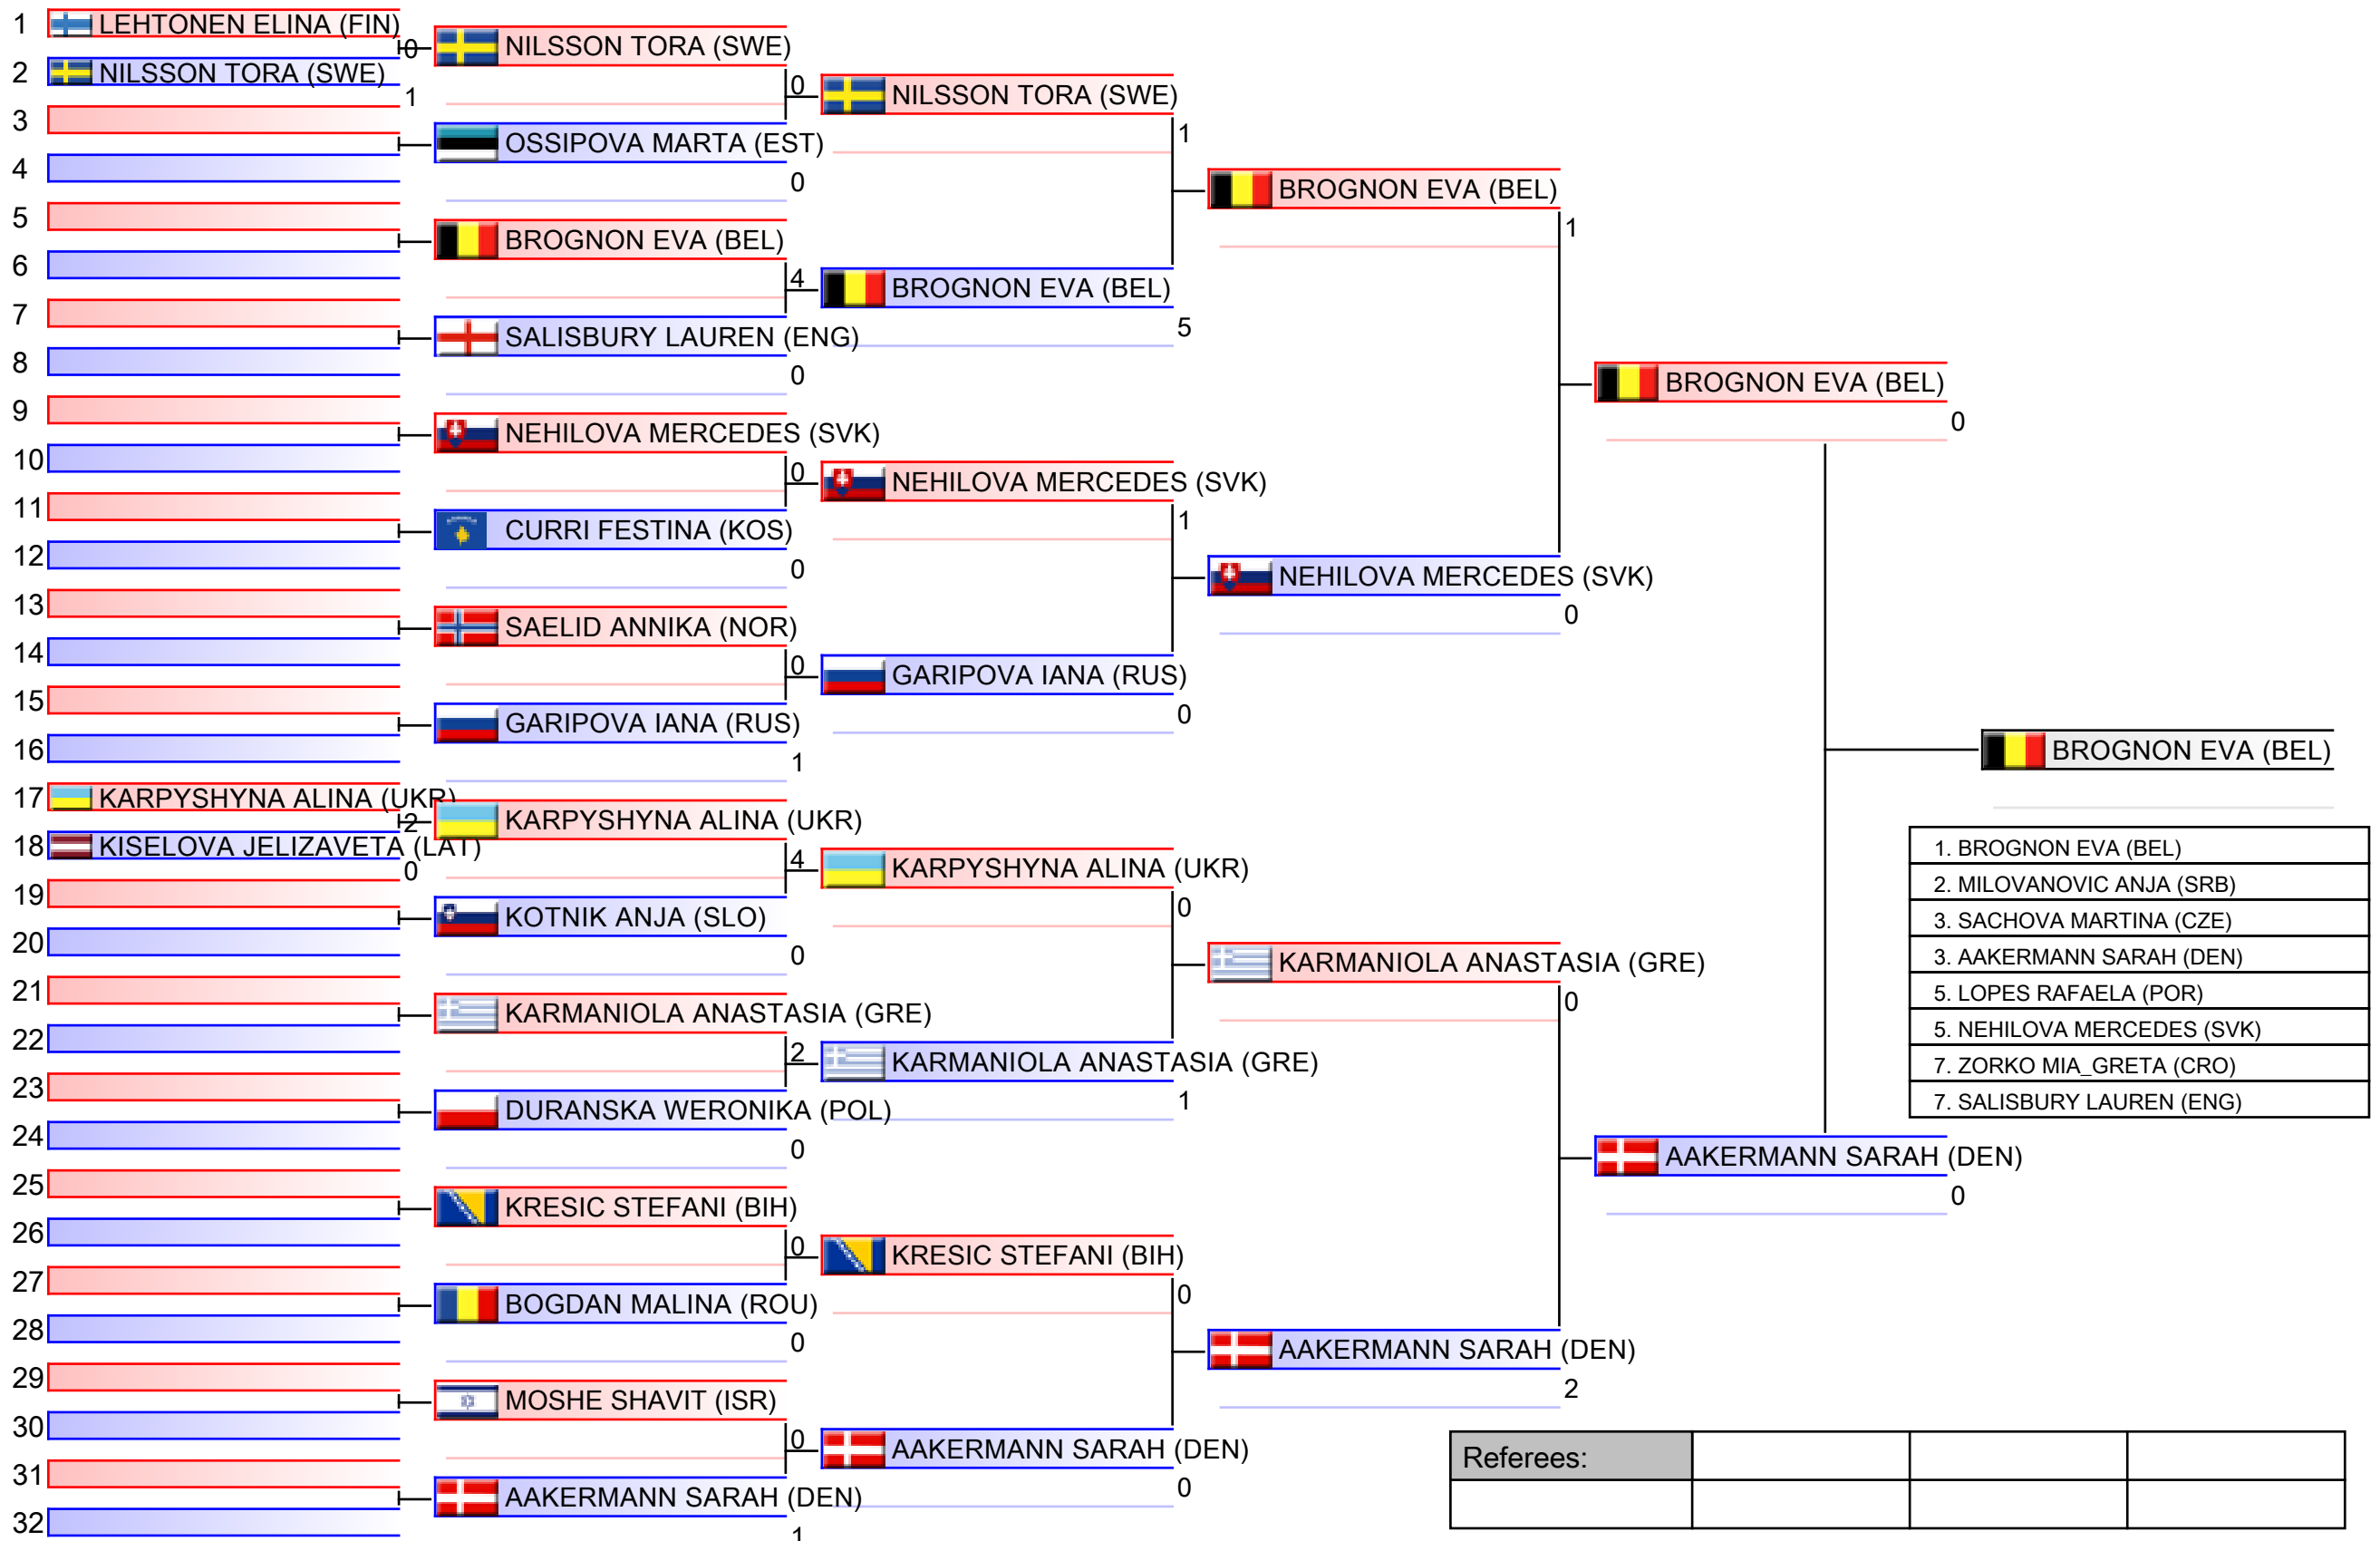 1 LEHTONEN ELINA (FIN)
0
2 NILSSON TORA (SWE)
1
3
4
5
6
7
8
9
10
11
12
13
14
15
16
17 KARPYSHYNA ALINA (UKR)
2
18 KISELOVA JELIZAVETA (LAT)
0
19
20
21
22
23
24
25
26
27
28
29
30
31
32
NILSSON TORA (SWE)
0
OSSIPOVA MARTA (EST)
0
BROGNON EVA (BEL)
4
SALISBURY LAUREN (ENG)
0
NEHILOVA MERCEDES (SVK)
0
CURRI FESTINA (KOS)
0
SAELID ANNIKA (NOR)
0
GARIPOVA IANA (RUS)
1
KARPYSHYNA ALINA (UKR)
4
KOTNIK ANJA (SLO)
0
KARMANIOLA ANASTASIA (GRE)
2
DURANSKA WERONIKA (POL)
0
KRESIC STEFANI (BIH)
0
BOGDAN MALINA (ROU)
0
MOSHE SHAVIT (ISR)
0
AAKERMANN SARAH (DEN)
1
NILSSON TORA (SWE)
1
BROGNON EVA (BEL)
5
NEHILOVA MERCEDES (SVK)
1
GARIPOVA IANA (RUS)
0
KARPYSHYNA ALINA (UKR)
0
KARMANIOLA ANASTASIA (GRE)
1
KRESIC STEFANI (BIH)
0
AAKERMANN SARAH (DEN)
0
BROGNON EVA (BEL)
1
NEHILOVA MERCEDES (SVK)
0
KARMANIOLA ANASTASIA (GRE)
0
AAKERMANN SARAH (DEN)
2
BROGNON EVA (BEL)
0
AAKERMANN SARAH (DEN)
0
BROGNON EVA (BEL)
1. BROGNON EVA (BEL)
2. MILOVANOVIC ANJA (SRB)
3. SACHOVA MARTINA (CZE)
3. AAKERMANN SARAH (DEN)
5. LOPES RAFAELA (POR)
5. NEHILOVA MERCEDES (SVK)
7. ZORKO MIA_GRETA (CRO)
7. SALISBURY LAUREN (ENG)
Referees: